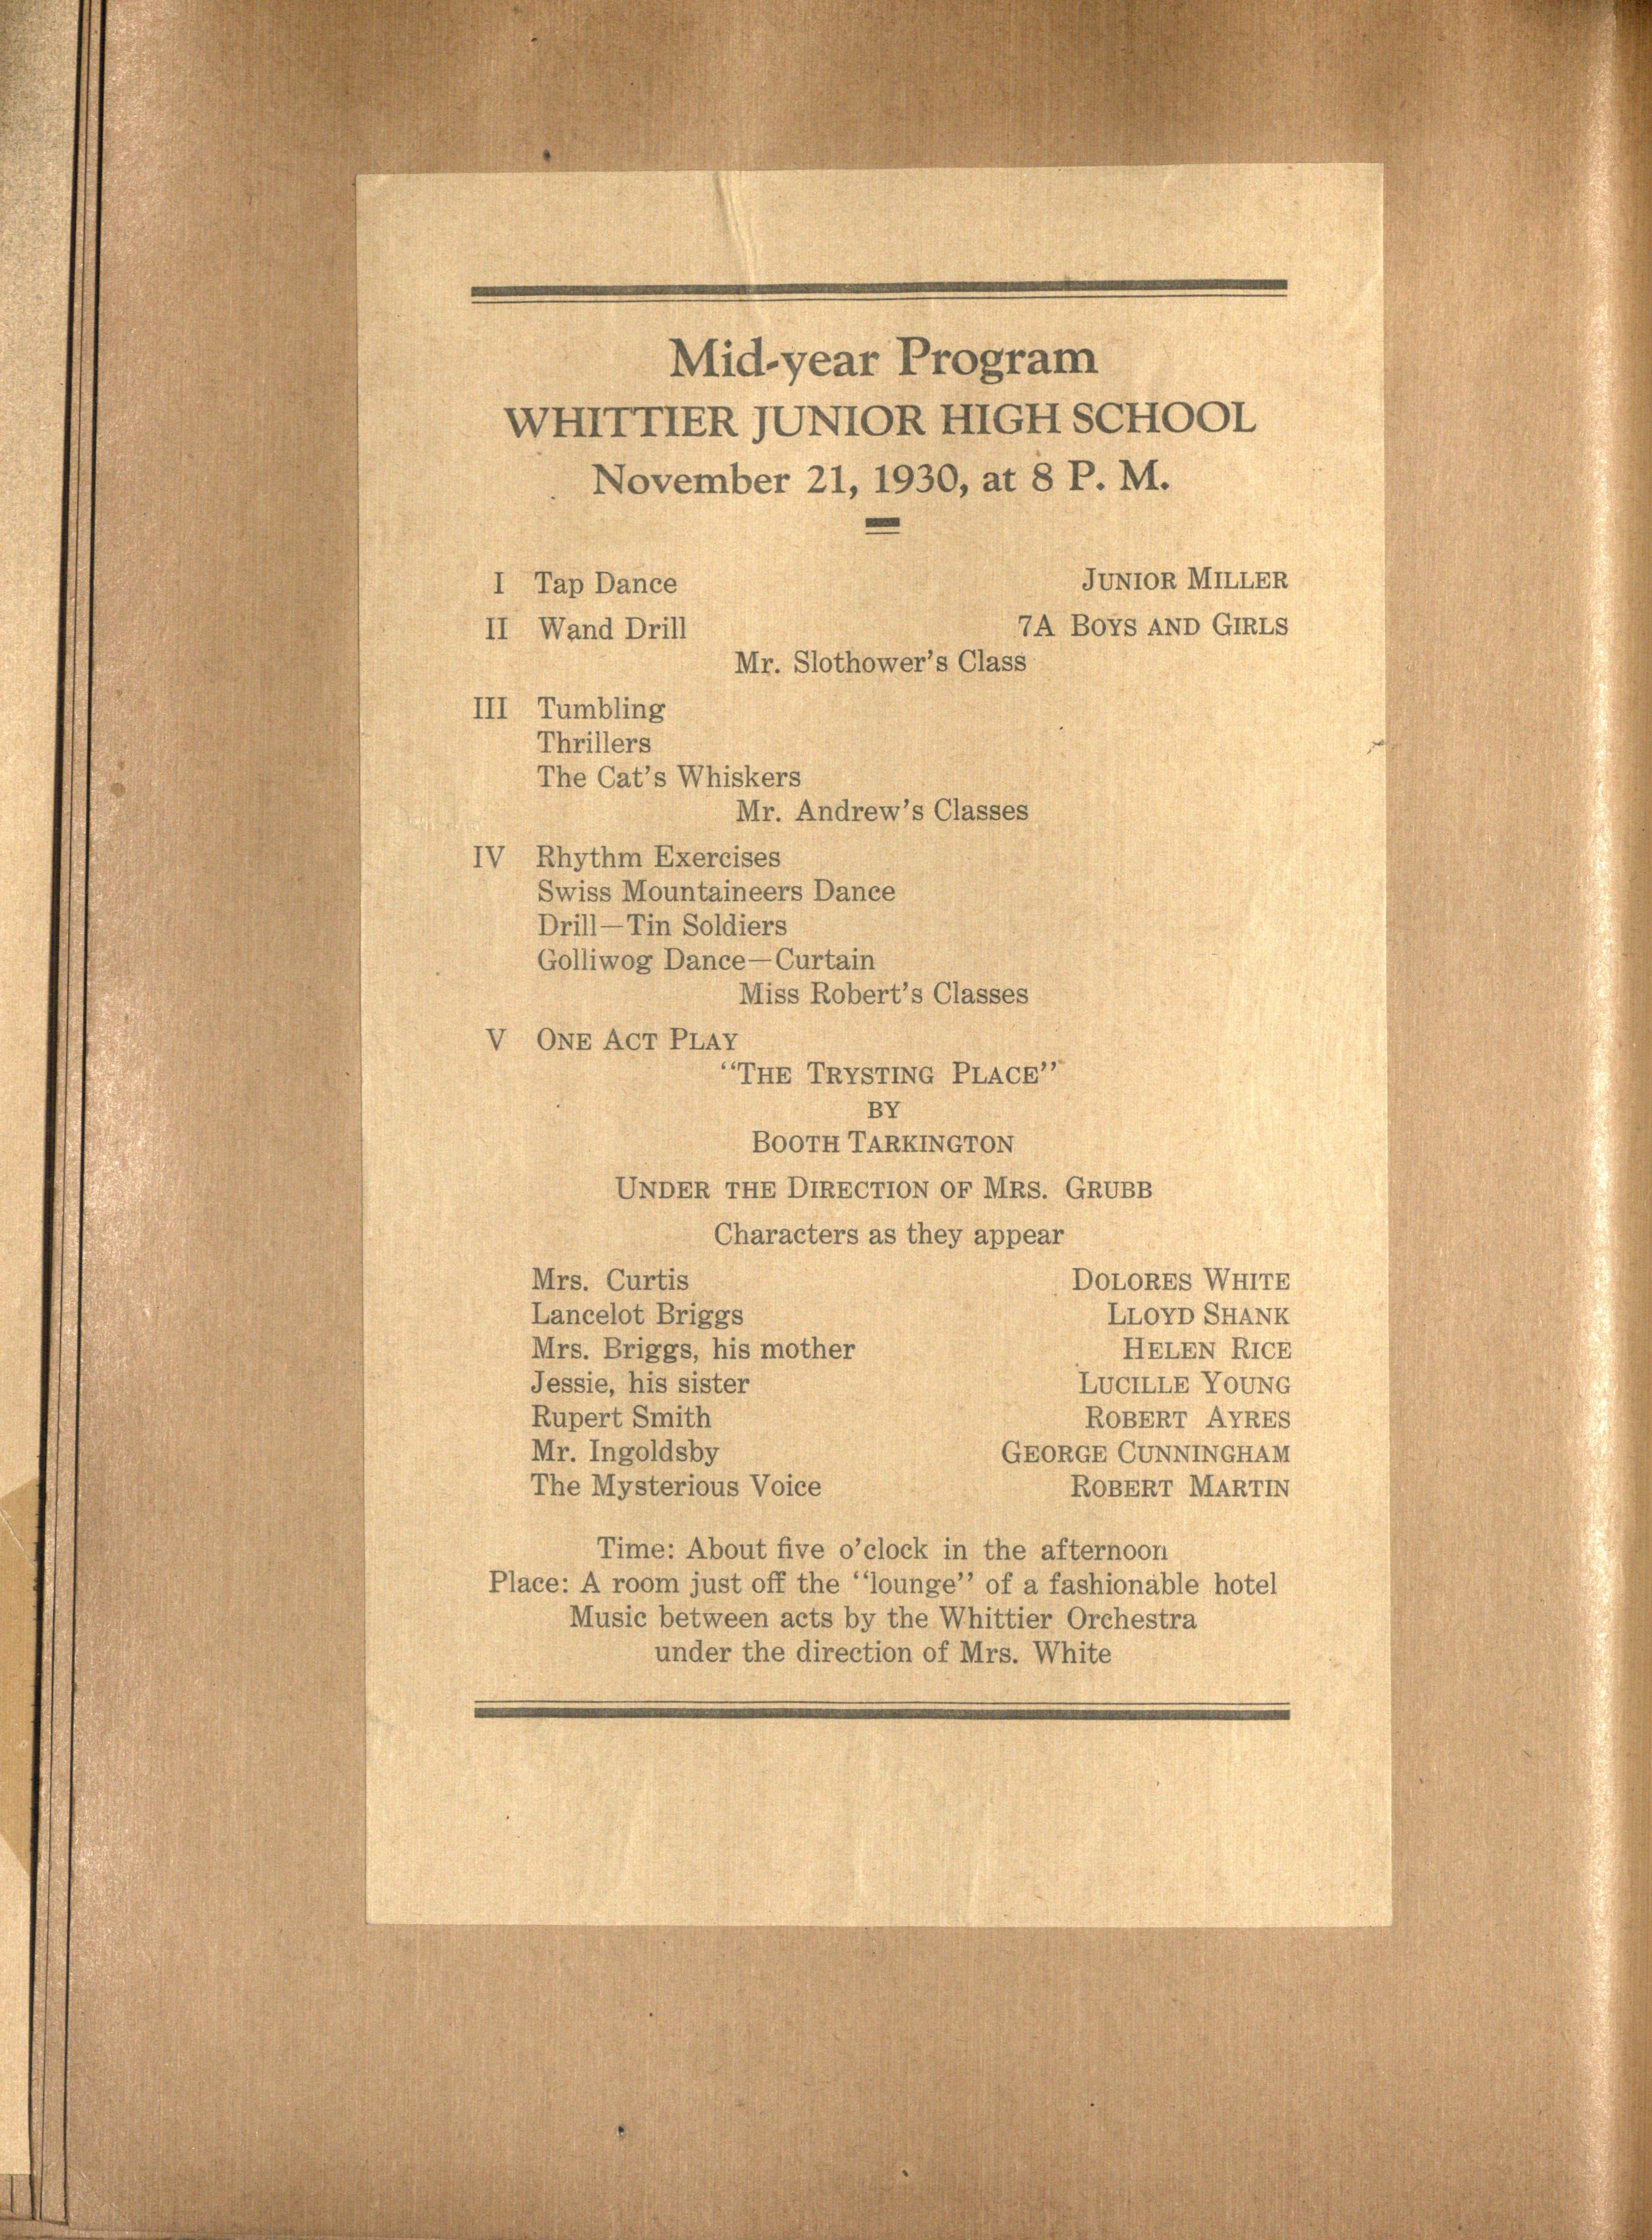 Mid-year Program
WHITTIER JUNIOR HIGH SCHOOL
November 21, 1930, at 8 P. M.
I Tap Dance JUNIOR MILLER
II Wand Drill 7A BOYS AND GIRLS
Mr. Slothower's Class
III Tumbling
Thrillers
The Cat's Whiskers
Mr. Andrew's Classes
IV Rhythm Exercises
Swiss Mountaineers Dance
Drill—Tin Soldiers
Golliwog Dance—Curtain
Miss Robert's Classes
V ONE ACT PLAY
"THE TRYSTING PLACE"
BY
BOOTH TARKINGTON
UNDER THE DIRECTION OF MRS. GRUBB
Characters as they appear
Mrs. Curtis DOLORES WHITE
Lancelot Briggs LLOYD SHANK
Mrs. Briggs, his mother HELEN RICE
Jessie, his sister LUCILLE YOUNG
Rupert Smith ROBERT AYRES
Mr. Ingoldsby GEORGE CUNNINGHAM
The Mysterious Voice ROBERT MARTIN
Time: About five o'clock in the afternoon
Place: A room just off the "lounge" of a fashionable hotel
Music between acts by the Whittier Orchestra
under the direction of Mrs. White